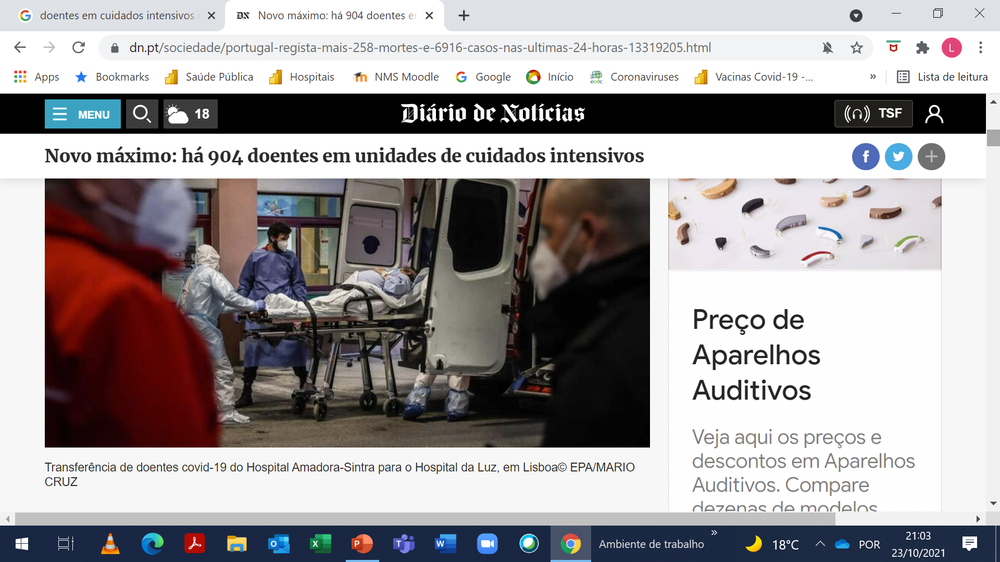 doentes em cuidados intensivos
Novo máximo: há 904 doentes em
dn.pt/sociedade/portugal-regista-mais-258-mortes-e-6916-casos-nas-ultimas-24-horas-13319205.html
L
Apps
Bookmarks
Saúde Pública
Hospitais
NMS Moodle
Google
Início
Coronaviruses
Vacinas Covid-19 -...
»
Lista de leitura
MENU
18
Diário de Notícias
TSF
Novo máximo: há 904 doentes em unidades de cuidados intensivos
Transferência de doentes covid-19 do Hospital Amadora-Sintra para o Hospital da Luz, em Lisboa© EPA/MARIO
CRUZ
Preço de
Aparelhos
Auditivos
Veja aqui os preços e
descontos em Aparelhos
Auditivos. Compare
dezenas de modelos
Ambiente de trabalho
»
18°C
POR
21:03
23/10/2021